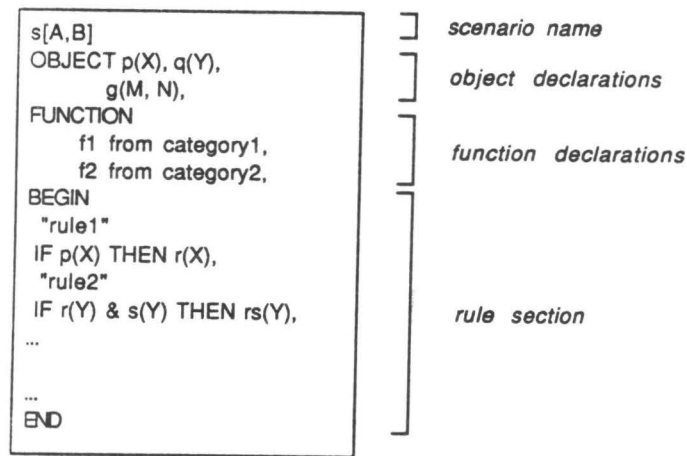 s[A,B]
OBJECT p(X), q(Y),
g(M, N),
FUNCTION
f1 from category1,
f2 from category2,
BEGIN
"rule1"
IF p(X) THEN r(X),
"rule2"
IF r(Y) & s(Y) THEN rs(Y),
...
...
END
scenario name
object declarations
function declarations
rule section